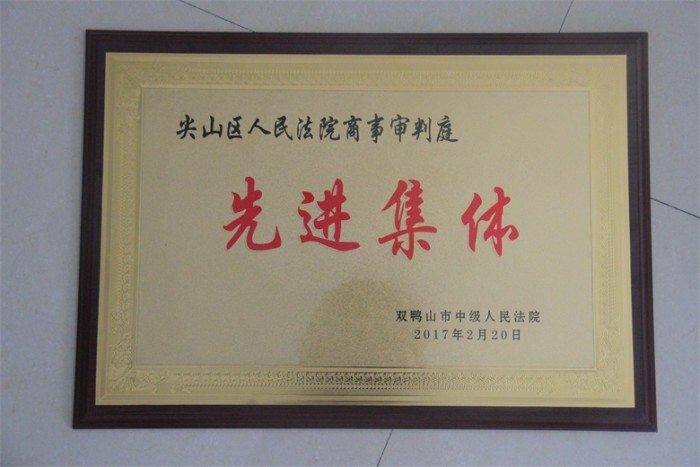 尖山区人民法院商事审判庭
先进集体
双鸭山市中级人民法院
2017年2月20日